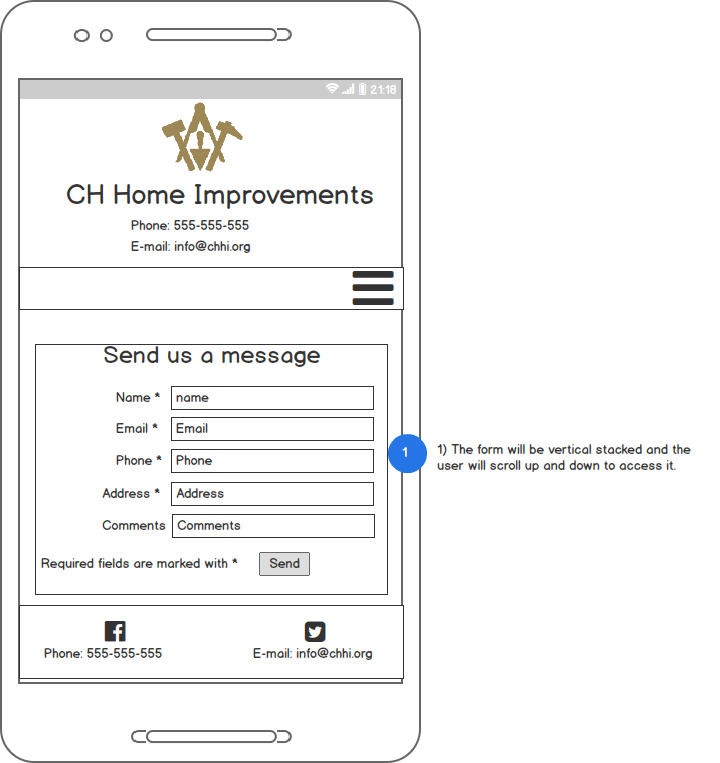 21:18
CH Home Improvements
Phone: 555-555-555
E-mail: info@chhi.org
Send us a message
Name * name
Email * Email
Phone * Phone
Address * Address
Comments Comments
Required fields are marked with * Send
1
1) The form will be vertical stacked and the
user will scroll up and down to access it.
Phone: 555-555-555 E-mail: info@chhi.org